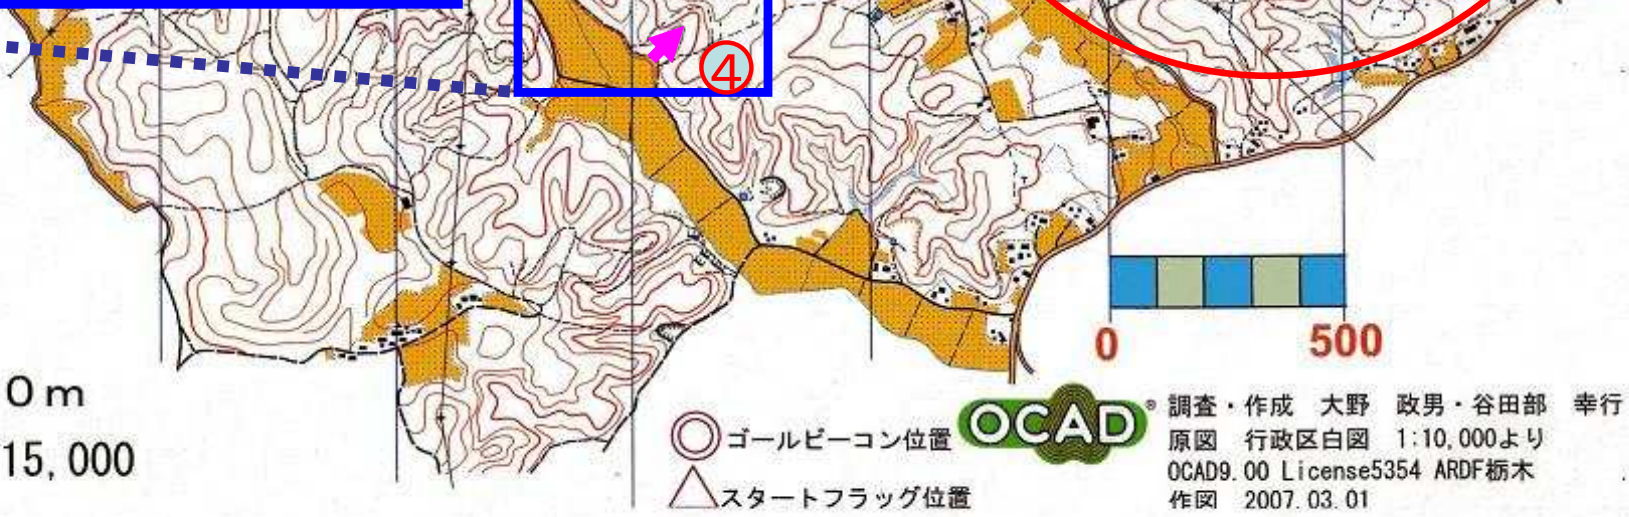 ④
0 500
0m
15,000
ゴールビーコン位置
スタートフラッグ位置
OCAD®
調査・作成 大野 政男・谷田部 幸行
原図 行政区白図 1:10,000より
OCAD9.00 License5354 ARDF栃木
作図 2007.03.01